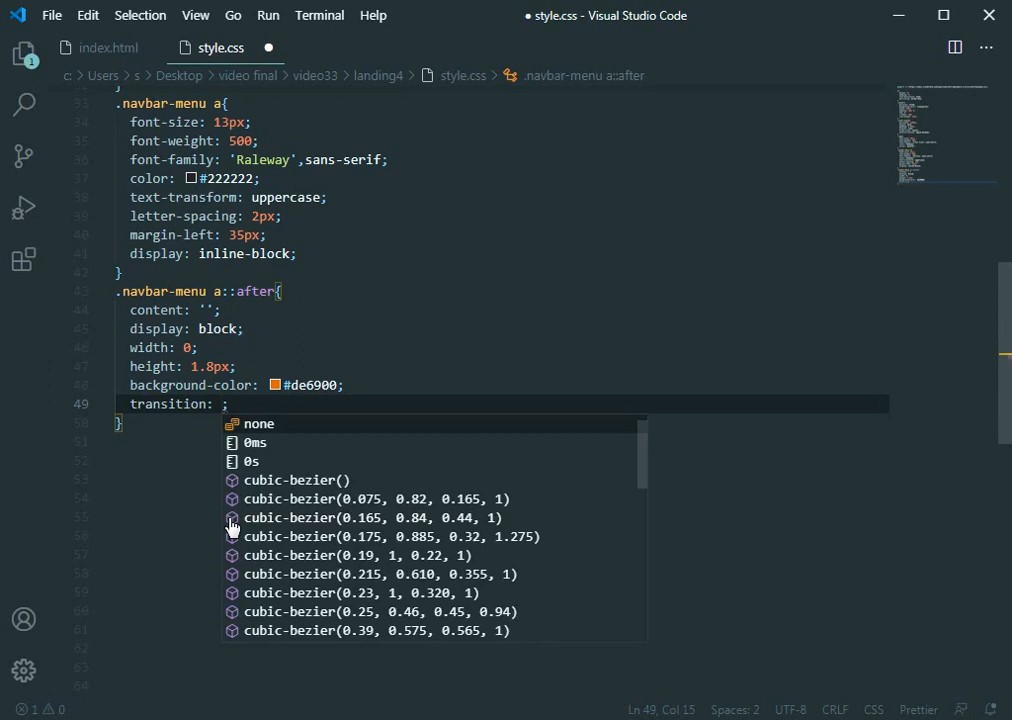 File Edit Selection View Go Run Terminal Help ● style.css - Visual Studio Code
index.html style.css
c: > Users > s > Desktop > video final > video33 > landing4 > style.css > .navbar-menu a::after
}
33 .navbar-menu a{
34 font-size: 13px;
35 font-weight: 500;
36 font-family: 'Raleway',sans-serif;
37 color: #222222;
38 text-transform: uppercase;
39 letter-spacing: 2px;
40 margin-left: 35px;
41 display: inline-block;
42 }
43 .navbar-menu a::after{
44 content: '';
45 display: block;
46 width: 0;
47 height: 1.8px;
48 background-color: #de6900;
49 transition: ;
50 }
none
51 0ms
52 0s
53 cubic-bezier()
54 cubic-bezier(0.075, 0.82, 0.165, 1)
55 cubic-bezier(0.165, 0.84, 0.44, 1)
56 cubic-bezier(0.175, 0.885, 0.32, 1.275)
57 cubic-bezier(0.19, 1, 0.22, 1)
58 cubic-bezier(0.215, 0.610, 0.355, 1)
59 cubic-bezier(0.23, 1, 0.320, 1)
60 cubic-bezier(0.25, 0.46, 0.45, 0.94)
61 cubic-bezier(0.39, 0.575, 0.565, 1)
62
63
64
1 0 Ln 49, Col 15 Spaces: 2 UTF-8 CRLF CSS Prettier